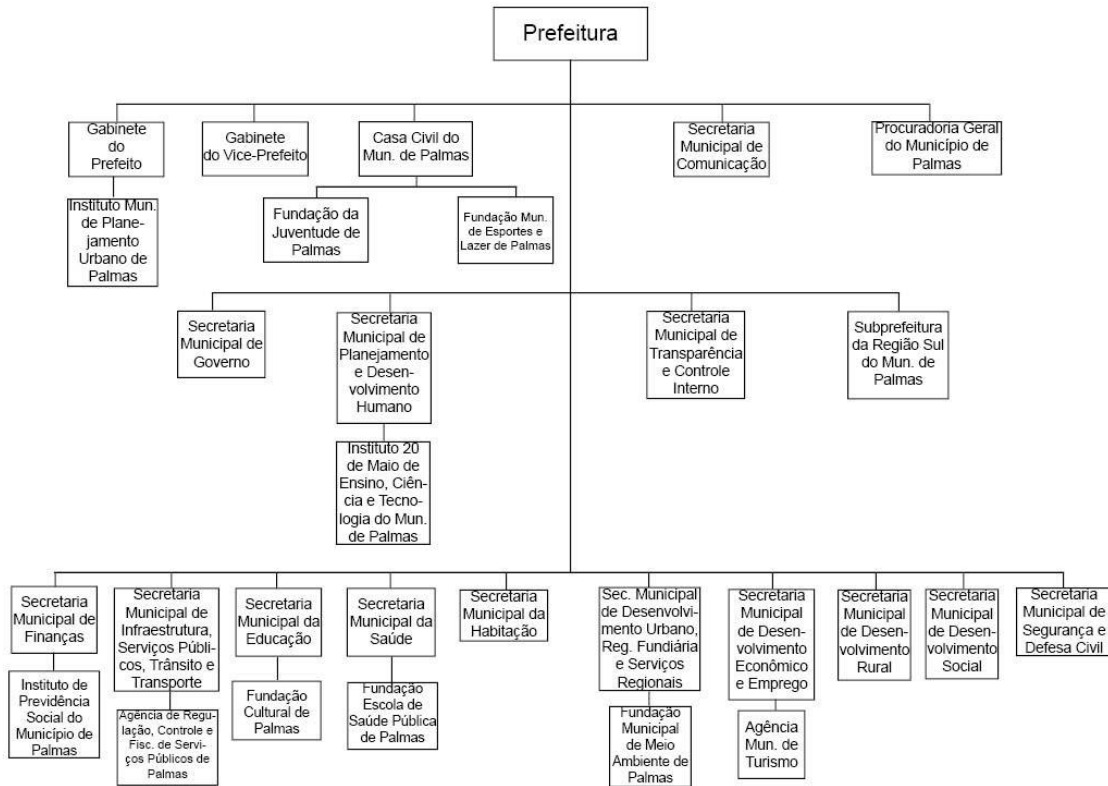 Prefeitura
Gabinete
do
Prefeito
Gabinete
do Vice-Prefeito
Casa Civil do
Mun. de Palmas
Secretaria
Municipal de
Comunicação
Procuradoria Geral
do Município de
Palmas
Instituto Mun.
de Plane-
jamento
Urbano de
Palmas
Fundação da
Juventude de
Palmas
Fundação Mun.
de Esportes e
Lazer de Palmas
Secretaria
Municipal de
Governo
Secretaria
Municipal de
Planejamento
e Desen-
volvimento
Humano
Secretaria
Municipal de
Transparência
e Controle
Interno
Subprefeitura
da Região Sul
do Mun. de
Palmas
Instituto 20
de Maio de
Ensino, Ciên-
cia e Tecno-
logia do Mun.
de Palmas
Secretaria
Municipal de
Finanças
Secretaria
Municipal de
Infraestrutura,
Serviços Públi-
cos, Trânsito e
Transporte
Secretaria
Municipal da
Educação
Secretaria
Municipal da
Saúde
Secretaria
Municipal da
Habitação
Sec. Municipal
de Desenvolvi-
mento Urbano,
Reg. Fundiária
e Serviços
Regionais
Secretaria
Municipal
de Desen-
volvimento
Econômico
e Emprego
Secretaria
Municipal
de Desen-
volvimento
Rural
Secretaria
Municipal
de Desen-
volvimento
Social
Secretaria
Municipal de
Segurança e
Defesa Civil
Instituto de
Previdência
Social do
Município de
Palmas
Agência de Regu-
lação, Controle e
Fisc. de Servi-
ços Públicos de
Palmas
Fundação
Cultural de
Palmas
Fundação
Escola de
Saúde Pública
de Palmas
Fundação
Municipal
de Meio
Ambiente de
Palmas
Agência
Mun. de
Turismo